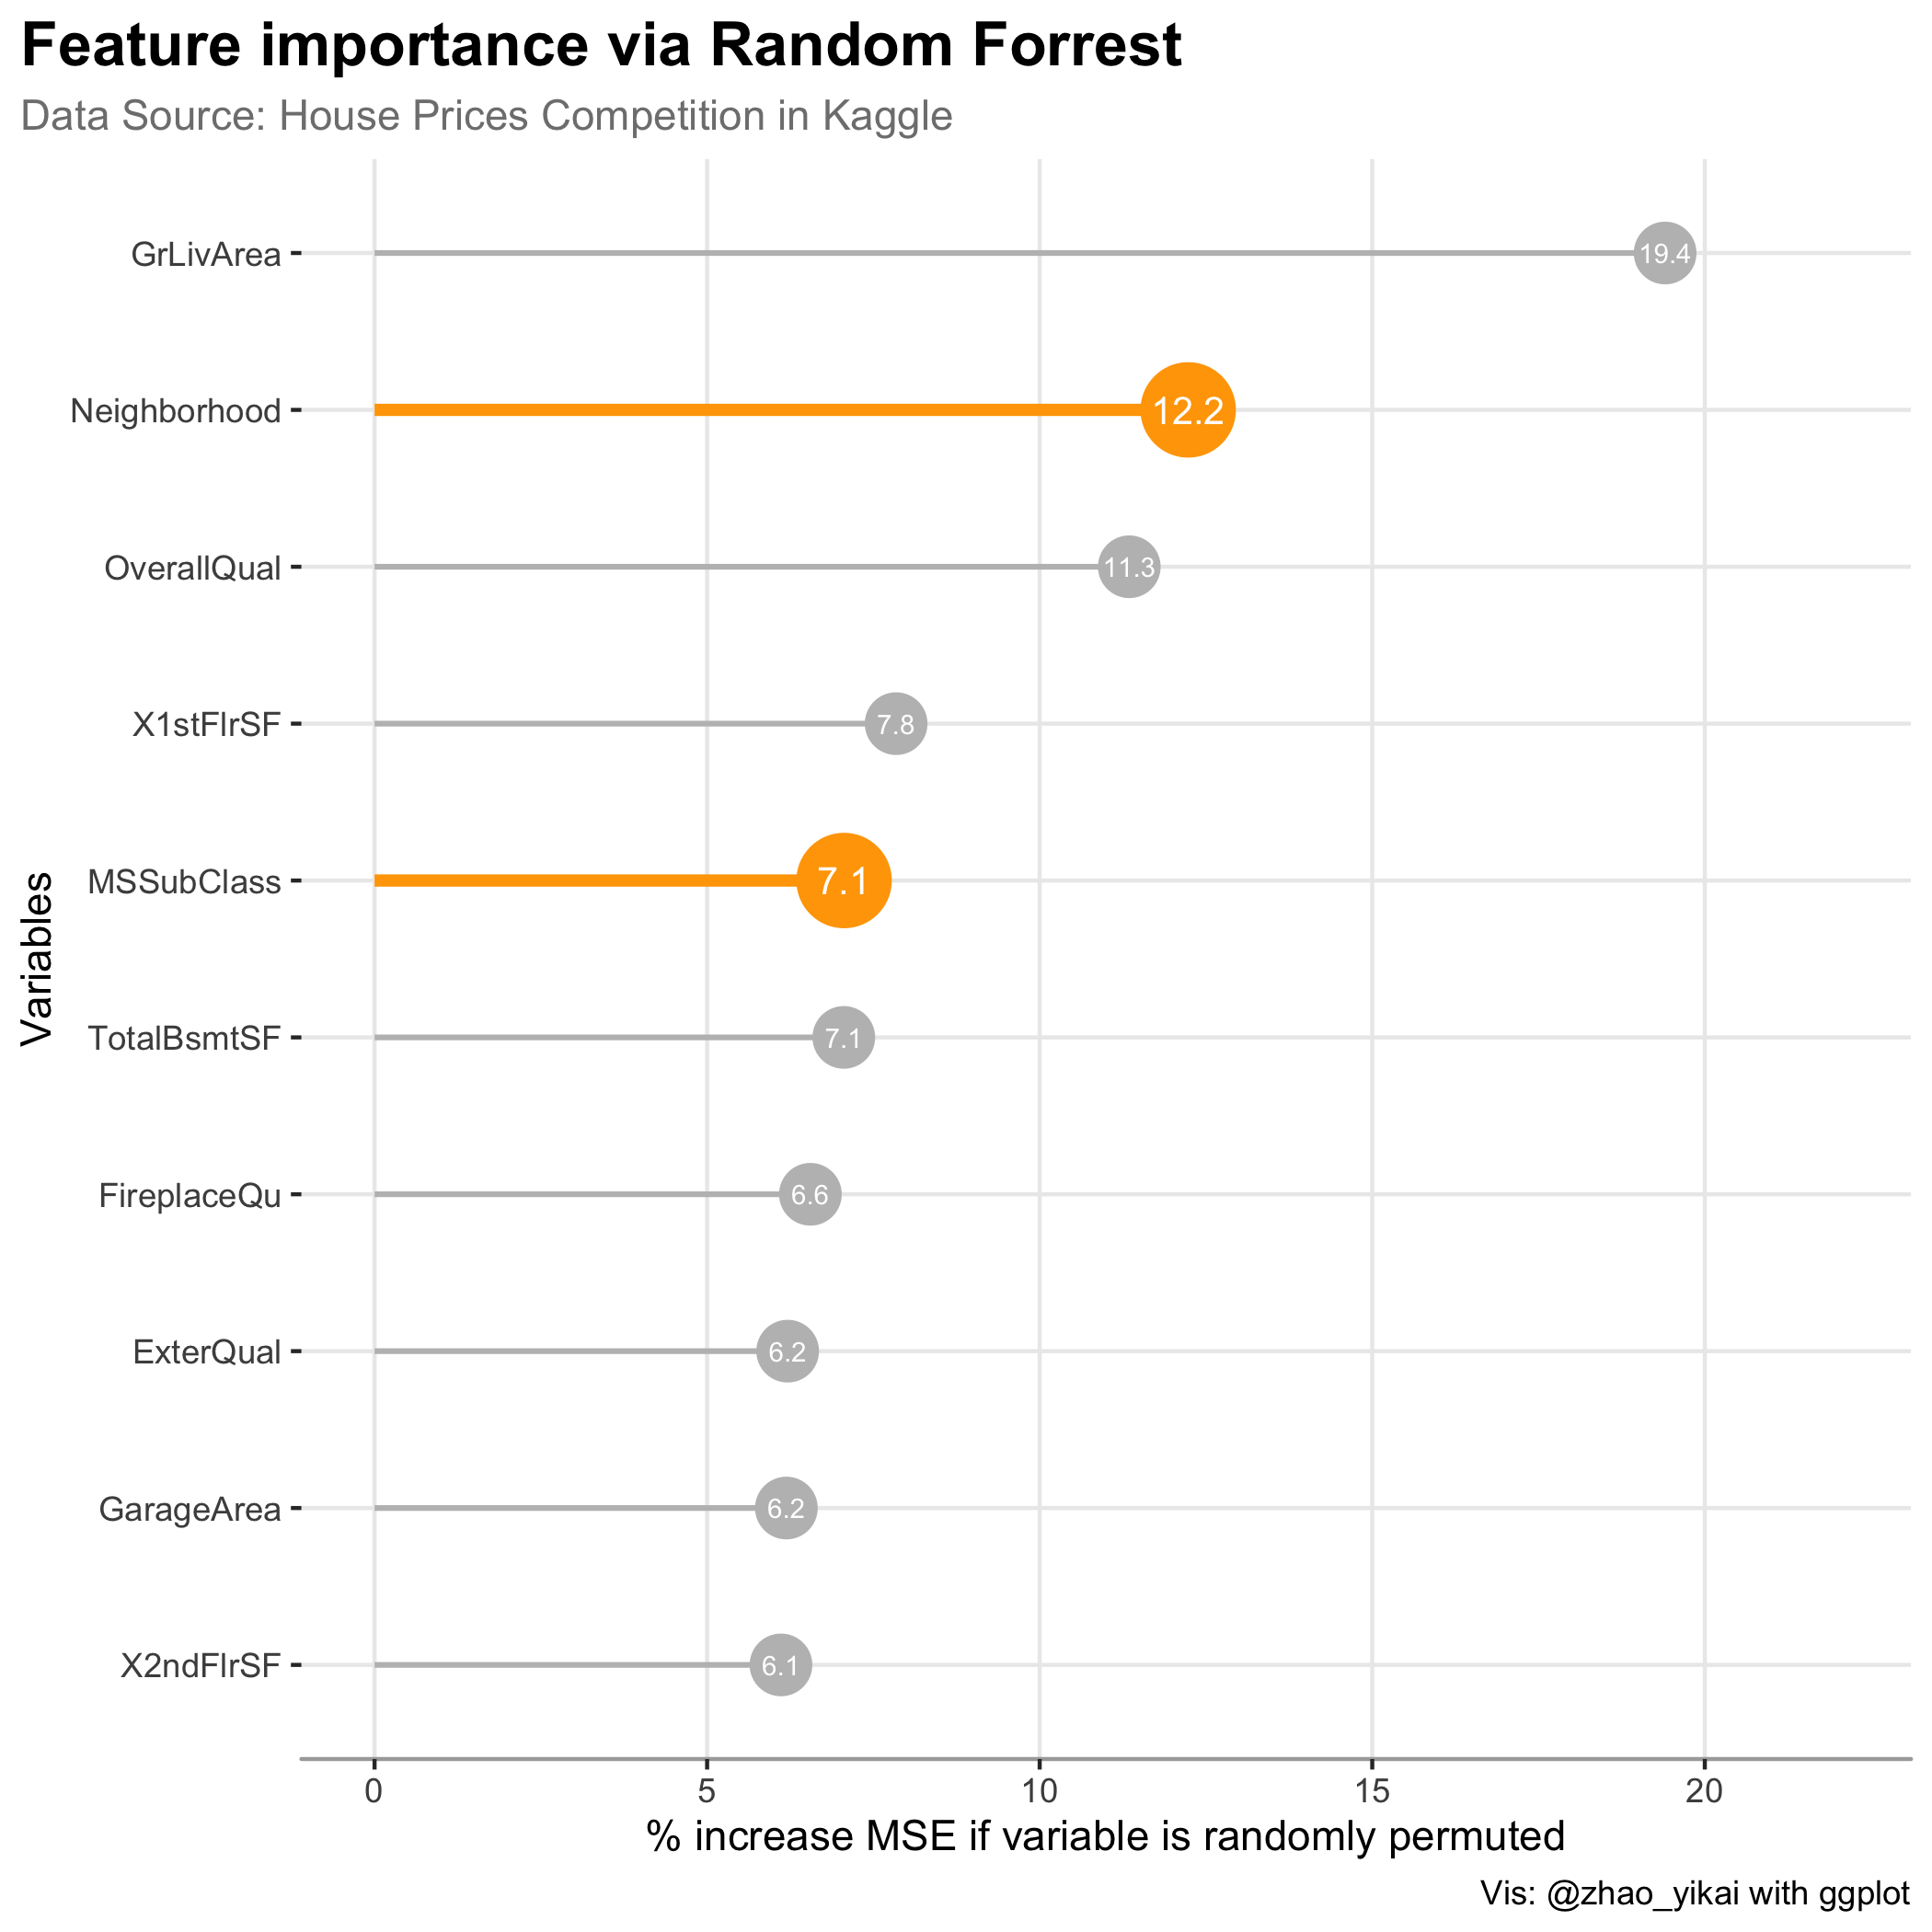 Feature importance via Random Forrest
Data Source: House Prices Competition in Kaggle
Variables
GrLivArea
19.4
Neighborhood
12.2
OverallQual
11.3
X1stFlrSF
7.8
MSSubClass
7.1
TotalBsmtSF
7.1
FireplaceQu
6.6
ExterQual
6.2
GarageArea
6.2
X2ndFlrSF
6.1
0 5 10 15 20
% increase MSE if variable is randomly permuted
Vis: @zhao_yikai with ggplot